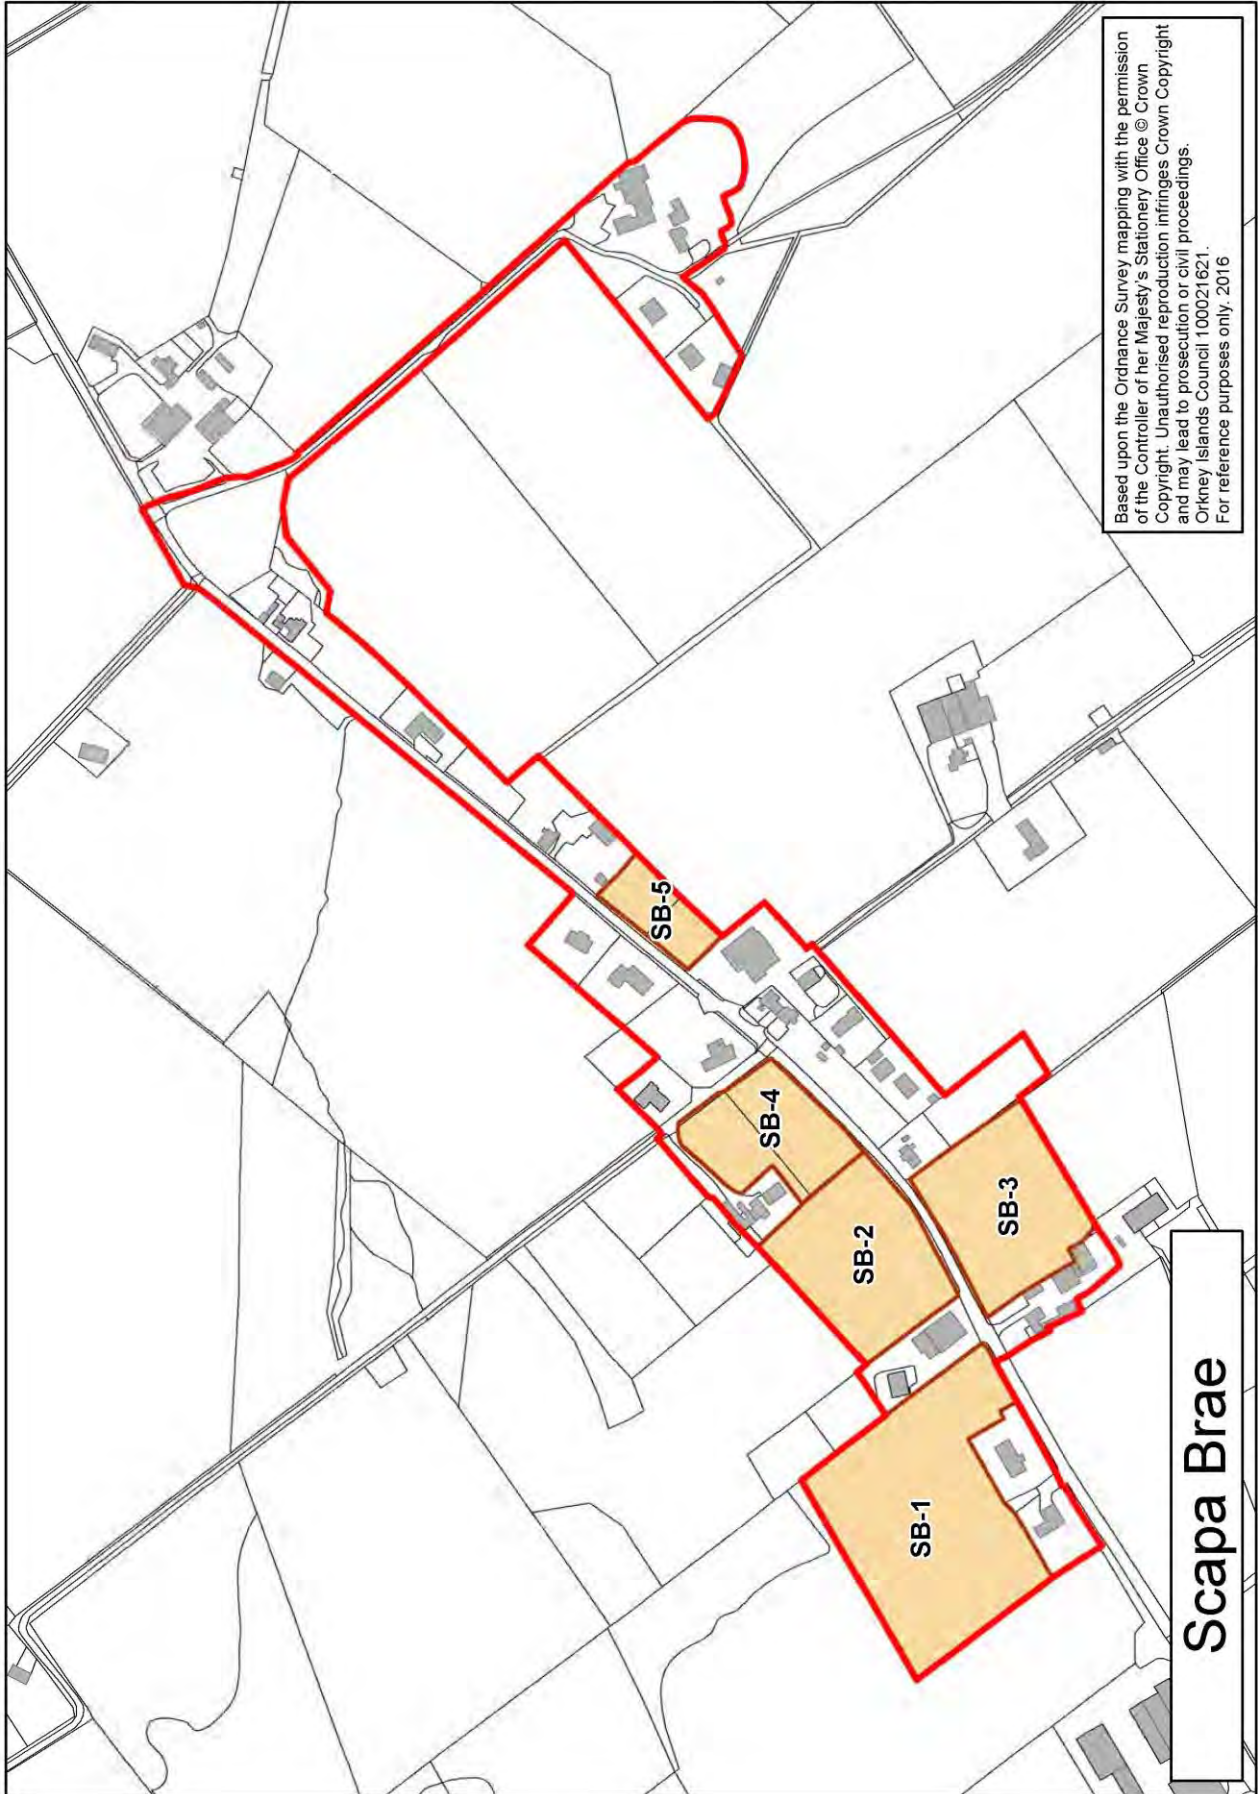 Based upon the Ordnance Survey mapping with the permission
of the Controller of her Majesty's Stationery Office © Crown
Copyright. Unauthorised reproduction infringes Crown Copyright
and may lead to prosecution or civil proceedings.
Orkney Islands Council 100021621.
For reference purposes only. 2016
SB-5
SB-4
SB-3
SB-2
SB-1
Scapa Brae